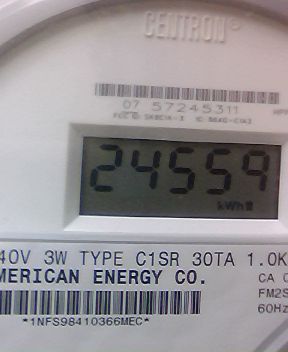 CENTRON®
07 57245311
24559
kWh
40V 3W TYPE C1SR 30TA 1.0K
MERICAN ENERGY CO.
CA
FM2S
60Hz
*1NFS98410366MEC*